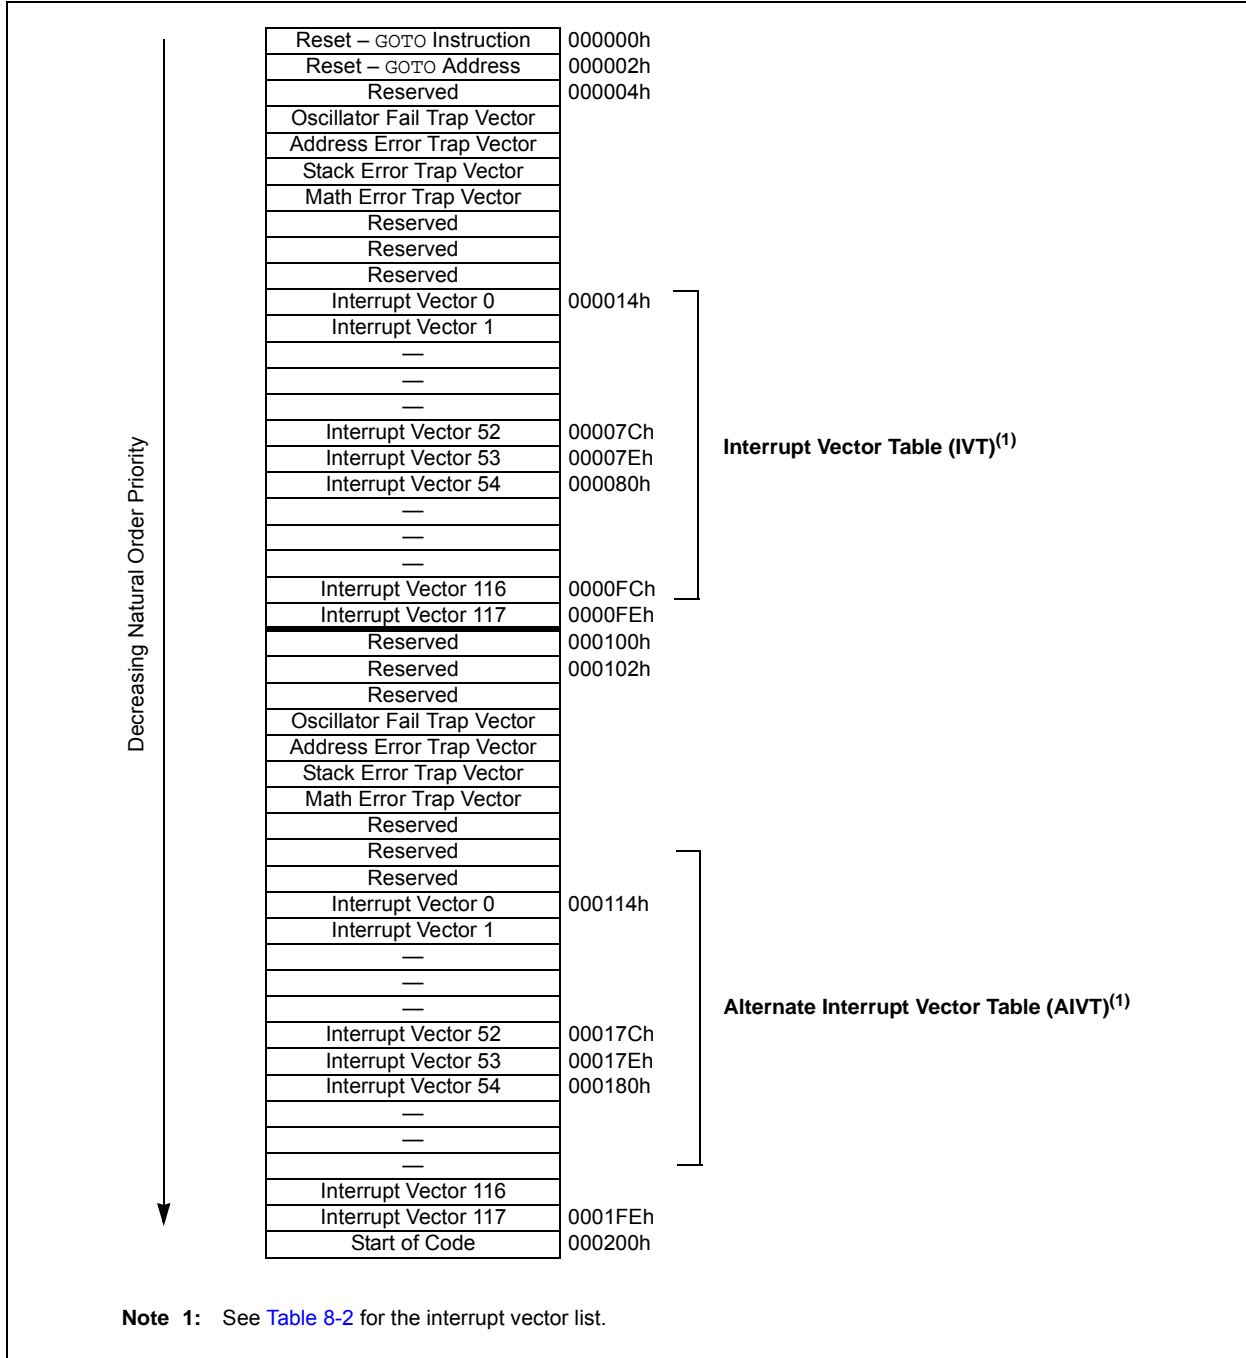 Reset – GOTO Instruction 000000h
Reset – GOTO Address 000002h
Reserved 000004h
Oscillator Fail Trap Vector
Address Error Trap Vector
Stack Error Trap Vector
Math Error Trap Vector
Reserved
Reserved
Reserved
Interrupt Vector 0 000014h
Interrupt Vector 1
—
—
—
Interrupt Vector 52 00007Ch
Interrupt Vector 53 00007Eh
Interrupt Vector 54 000080h
—
—
—
Interrupt Vector 116 0000FCh
Interrupt Vector 117 0000FEh
Reserved 000100h
Reserved 000102h
Reserved
Oscillator Fail Trap Vector
Address Error Trap Vector
Stack Error Trap Vector
Math Error Trap Vector
Reserved
Reserved
Reserved
Interrupt Vector 0 000114h
Interrupt Vector 1
—
—
—
Interrupt Vector 52 00017Ch
Interrupt Vector 53 00017Eh
Interrupt Vector 54 000180h
—
—
—
Interrupt Vector 116
Interrupt Vector 117 0001FEh
Start of Code 000200h
Decreasing Natural Order Priority
Interrupt Vector Table (IVT)(1)
Alternate Interrupt Vector Table (AIVT)(1)
Note 1: See Table 8-2 for the interrupt vector list.